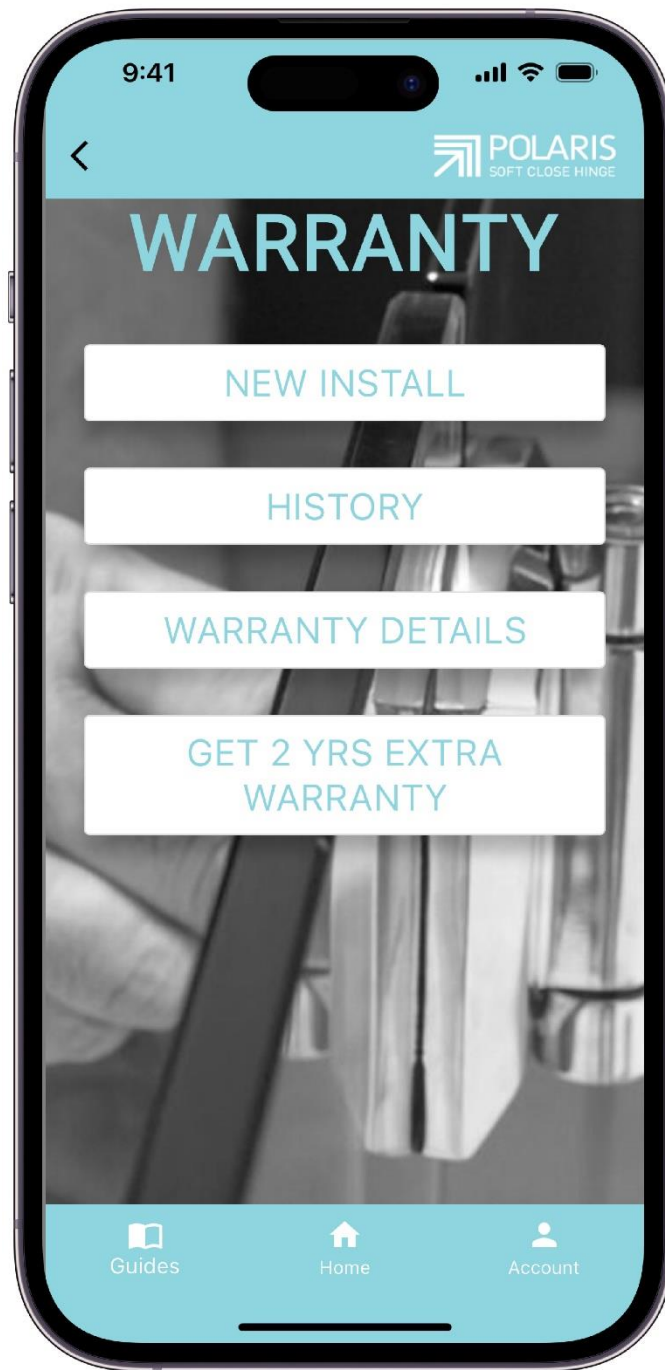 9:41
POLARIS
SOFT CLOSE HINGE
WARRANTY
NEW INSTALL
HISTORY
WARRANTY DETAILS
GET 2 YRS EXTRA
WARRANTY
Guides
Home
Account